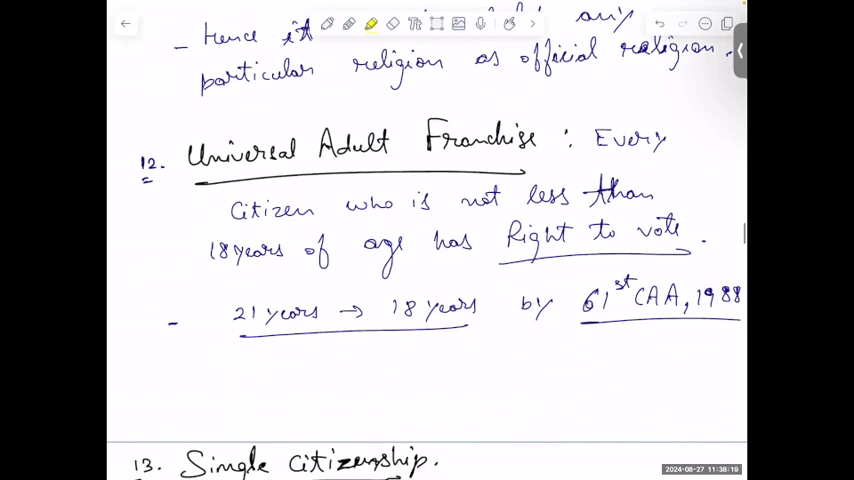 - Hence it any
particular religion as official religion.
12. Universal Adult Franchise : Every
Citizen who is not less than
18 years of age has Right to vote.
- 21 years → 18 years by 61st CAA, 1988
13. Single Citizenship.
2024-08-27 11:38:19